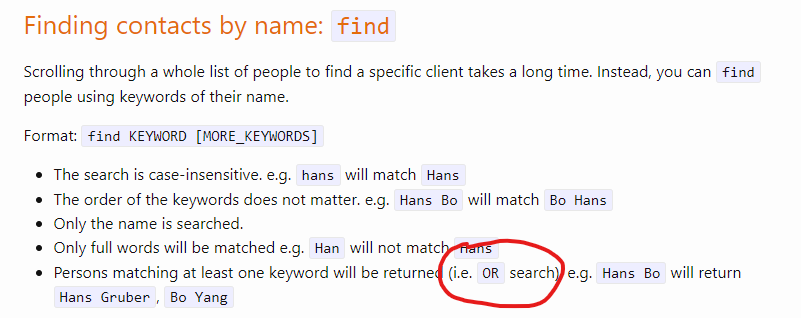 Finding contacts by name: find
Scrolling through a whole list of people to find a specific client takes a long time. Instead, you can find
people using keywords of their name.
Format: find KEYWORD [MORE_KEYWORDS]
• The search is case-insensitive. e.g. hans will match Hans
• The order of the keywords does not matter. e.g. Hans Bo will match Bo Hans
• Only the name is searched.
• Only full words will be matched e.g. Han will not match Hans
• Persons matching at least one keyword will be returned (i.e. OR search). e.g. Hans Bo will return
Hans Gruber, Bo Yang